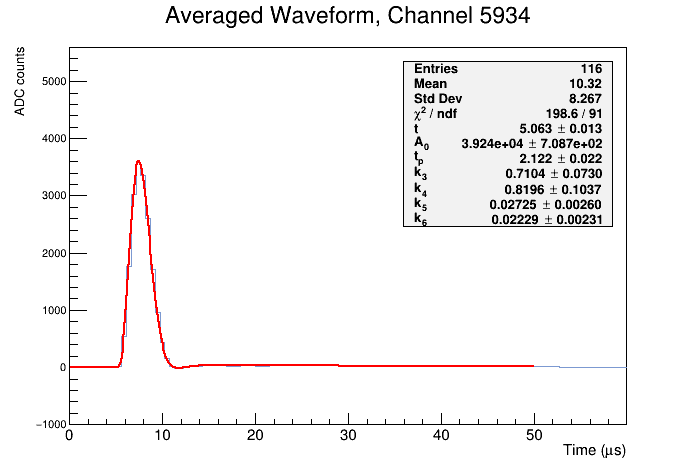 Averaged Waveform, Channel 5934
ADC counts
Entries 116
Mean 10.32
Std Dev 8.267
χ² / ndf 198.6 / 91
t 5.063 ± 0.013
A₀ 3.924e+04 ± 7.087e+02
tₚ 2.122 ± 0.022
k₃ 0.7104 ± 0.0730
k₄ 0.8196 ± 0.1037
k₅ 0.02725 ± 0.00260
k₆ 0.02229 ± 0.00231
5000
4000
3000
2000
1000
0
−1000
0 10 20 30 40 50
Time (μs)